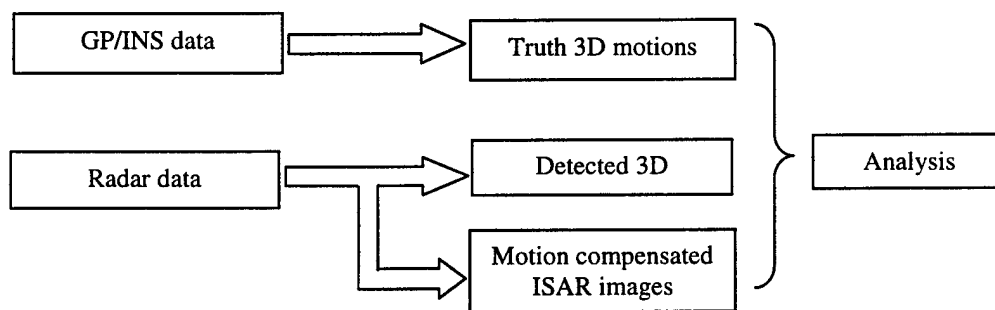 GP/INS data
Truth 3D motions
Radar data
Detected 3D
Analysis
Motion compensated
ISAR images